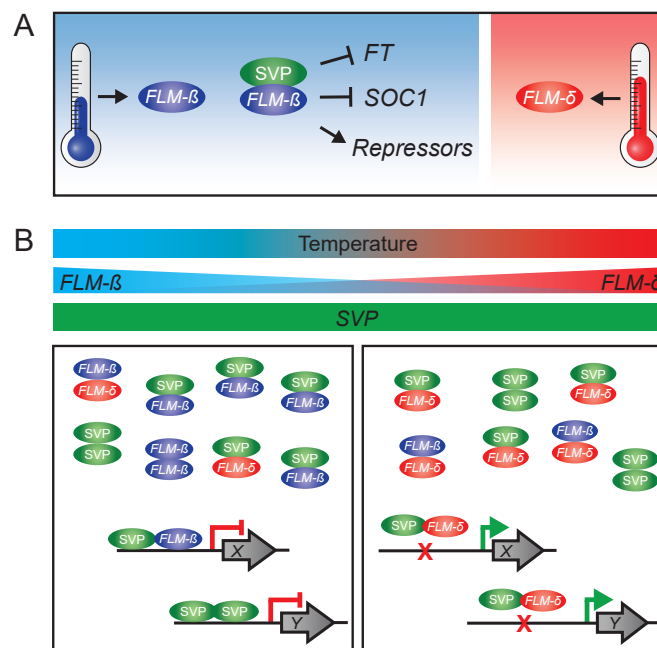 A
FT
SVP
FLM-ß
FLM-ß
SOC1
FLM-δ
Repressors
B
Temperature
FLM-ß
FLM-δ
SVP
FLM-ß
FLM-δ
SVP
FLM-ß
SVP
FLM-ß
SVP
FLM-ß
SVP
SVP
FLM-ß
FLM-ß
SVP
FLM-δ
SVP
FLM-ß
SVP
FLM-ß
X
SVP
SVP
Y
SVP
FLM-δ
SVP
SVP
SVP
FLM-δ
FLM-ß
FLM-δ
SVP
FLM-δ
FLM-ß
FLM-δ
SVP
SVP
SVP
FLM-δ
X
X
SVP
FLM-δ
X
Y